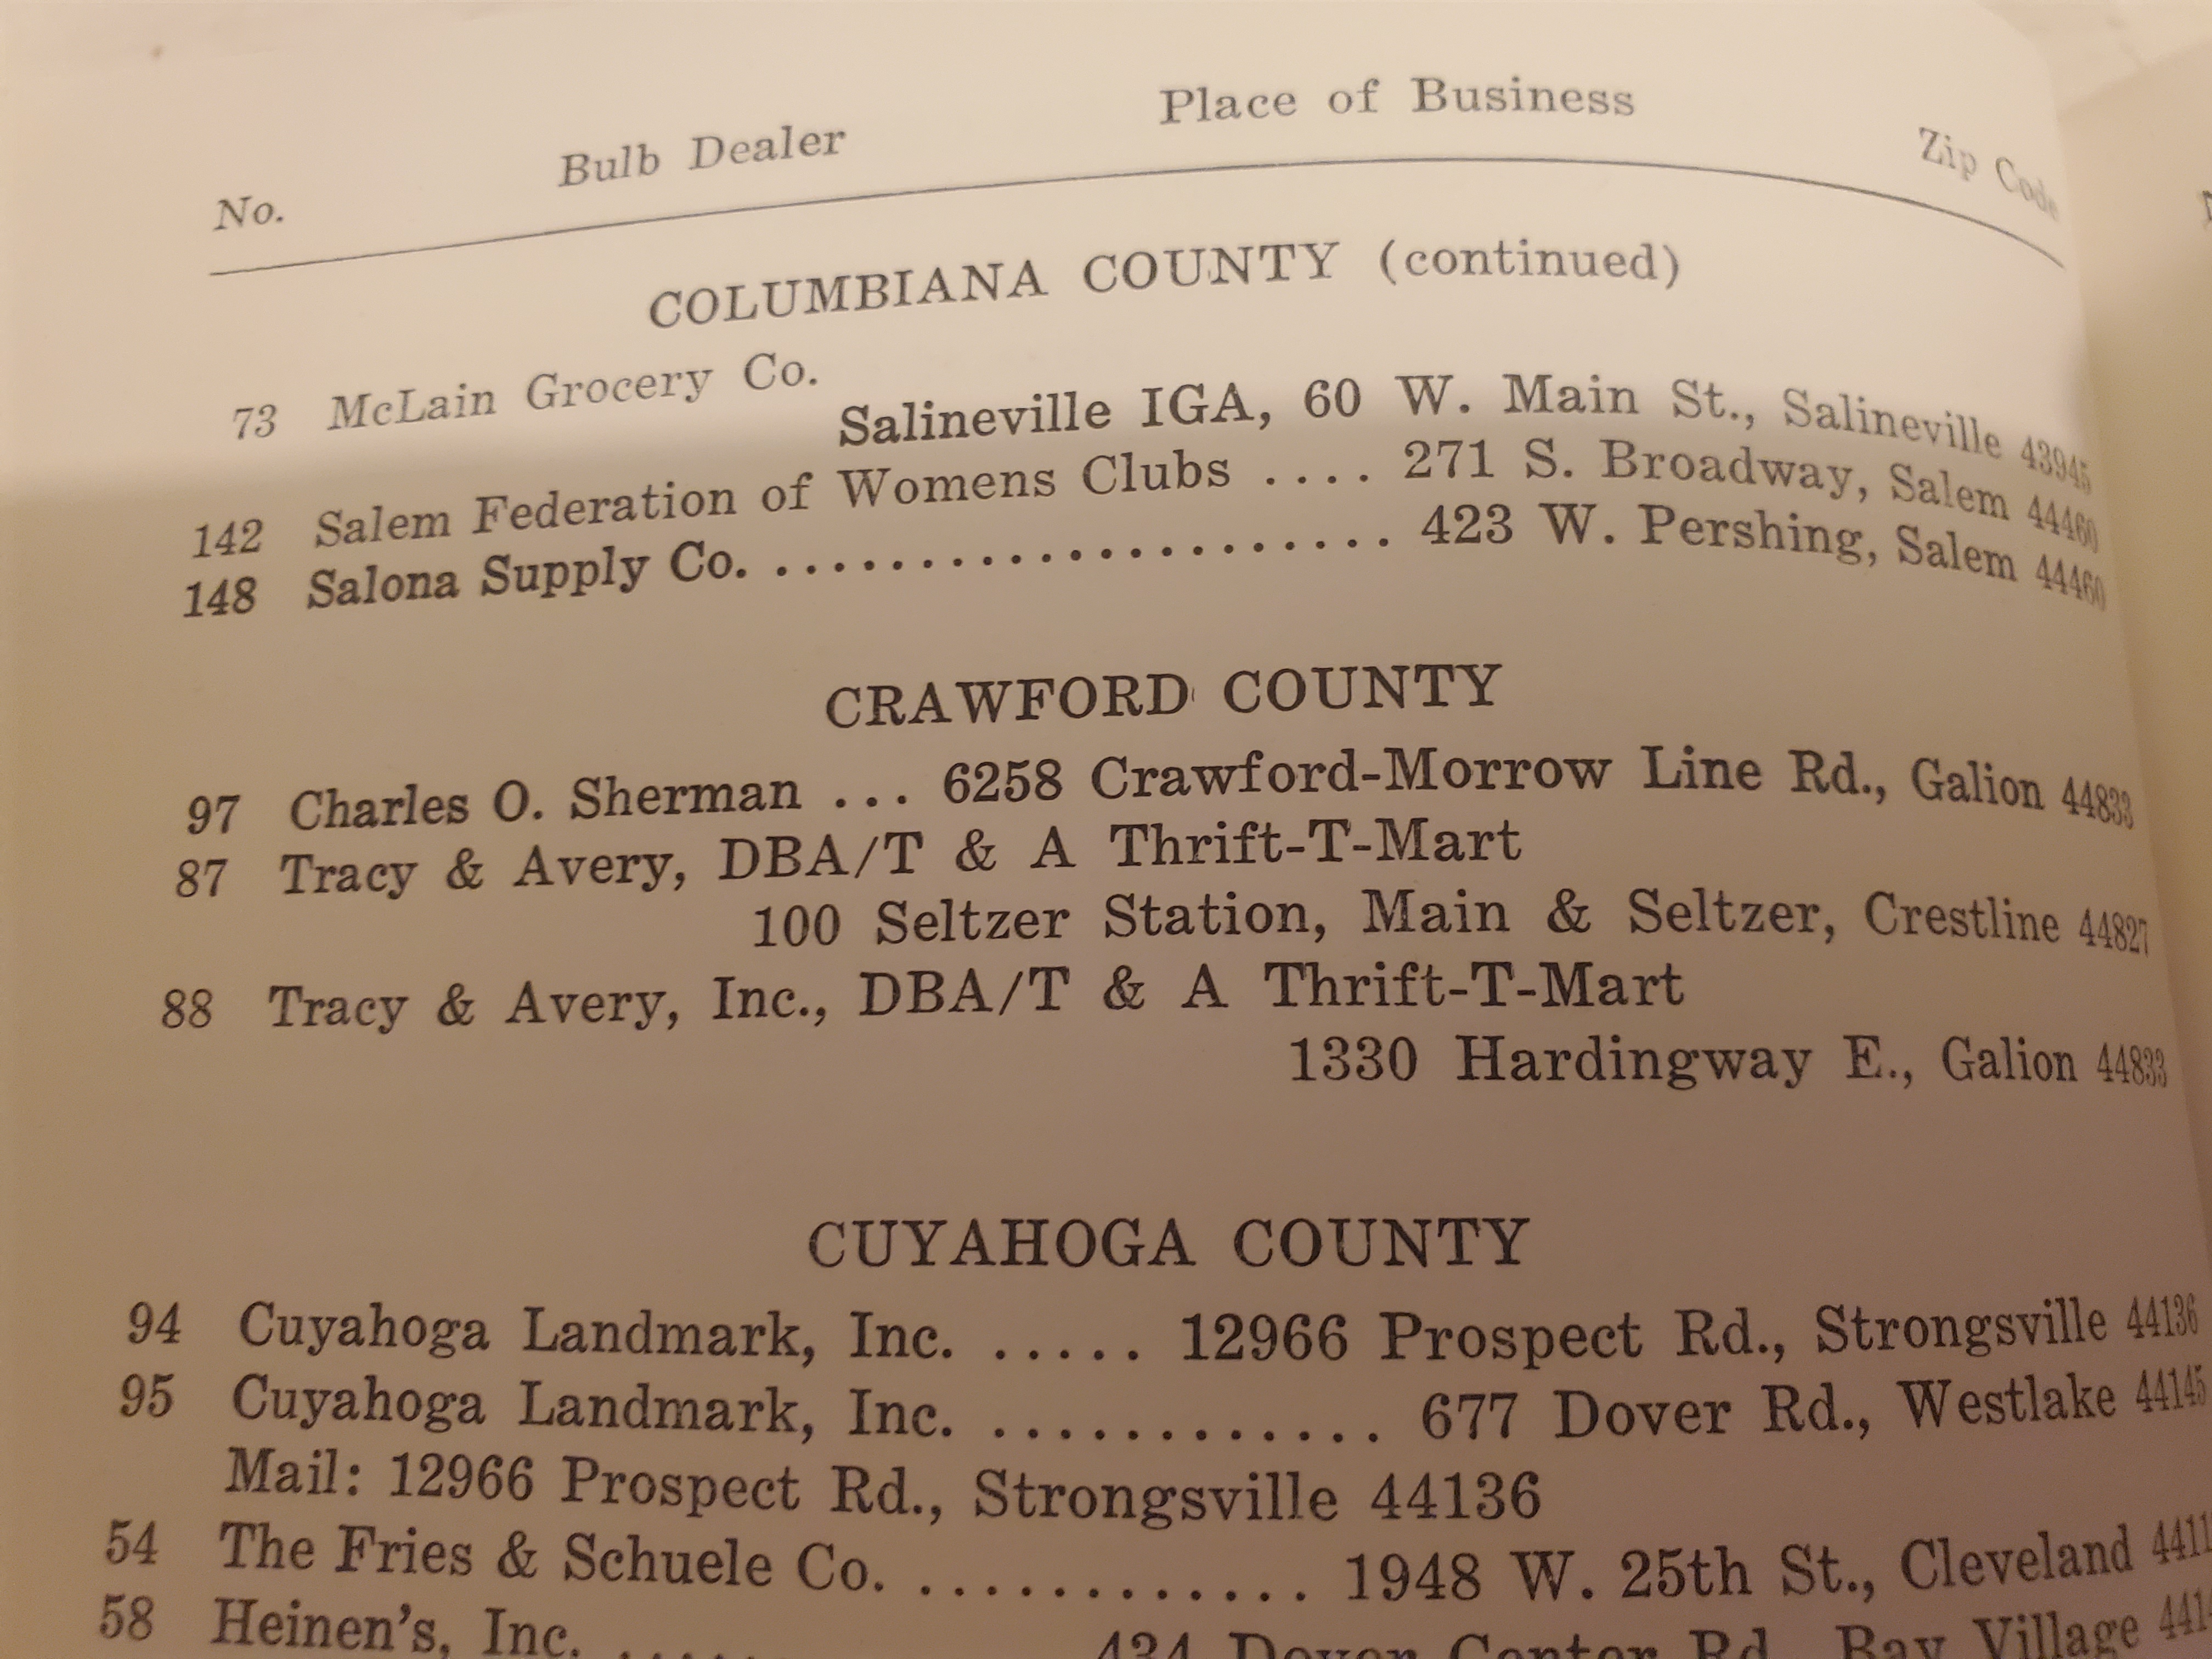 No. Bulb Dealer Place of Business Zip Code
COLUMBIANA COUNTY (continued)
73 McLain Grocery Co.
Salineville IGA, 60 W. Main St., Salineville 43945
142 Salem Federation of Womens Clubs .... 271 S. Broadway, Salem 44460
148 Salona Supply Co. ...................... 423 W. Pershing, Salem 44460
CRAWFORD COUNTY
97 Charles O. Sherman ... 6258 Crawford-Morrow Line Rd., Galion 44833
87 Tracy & Avery, DBA/T & A Thrift-T-Mart
100 Seltzer Station, Main & Seltzer, Crestline 44827
88 Tracy & Avery, Inc., DBA/T & A Thrift-T-Mart
1330 Hardingway E., Galion 44833
CUYAHOGA COUNTY
94 Cuyahoga Landmark, Inc. ..... 12966 Prospect Rd., Strongsville 44136
95 Cuyahoga Landmark, Inc. ............. 677 Dover Rd., Westlake 44145
Mail: 12966 Prospect Rd., Strongsville 44136
54 The Fries & Schuele Co. ............. 1948 W. 25th St., Cleveland
58 Heinen's, Inc. ...... 434 Dover Center Rd., Bay Village